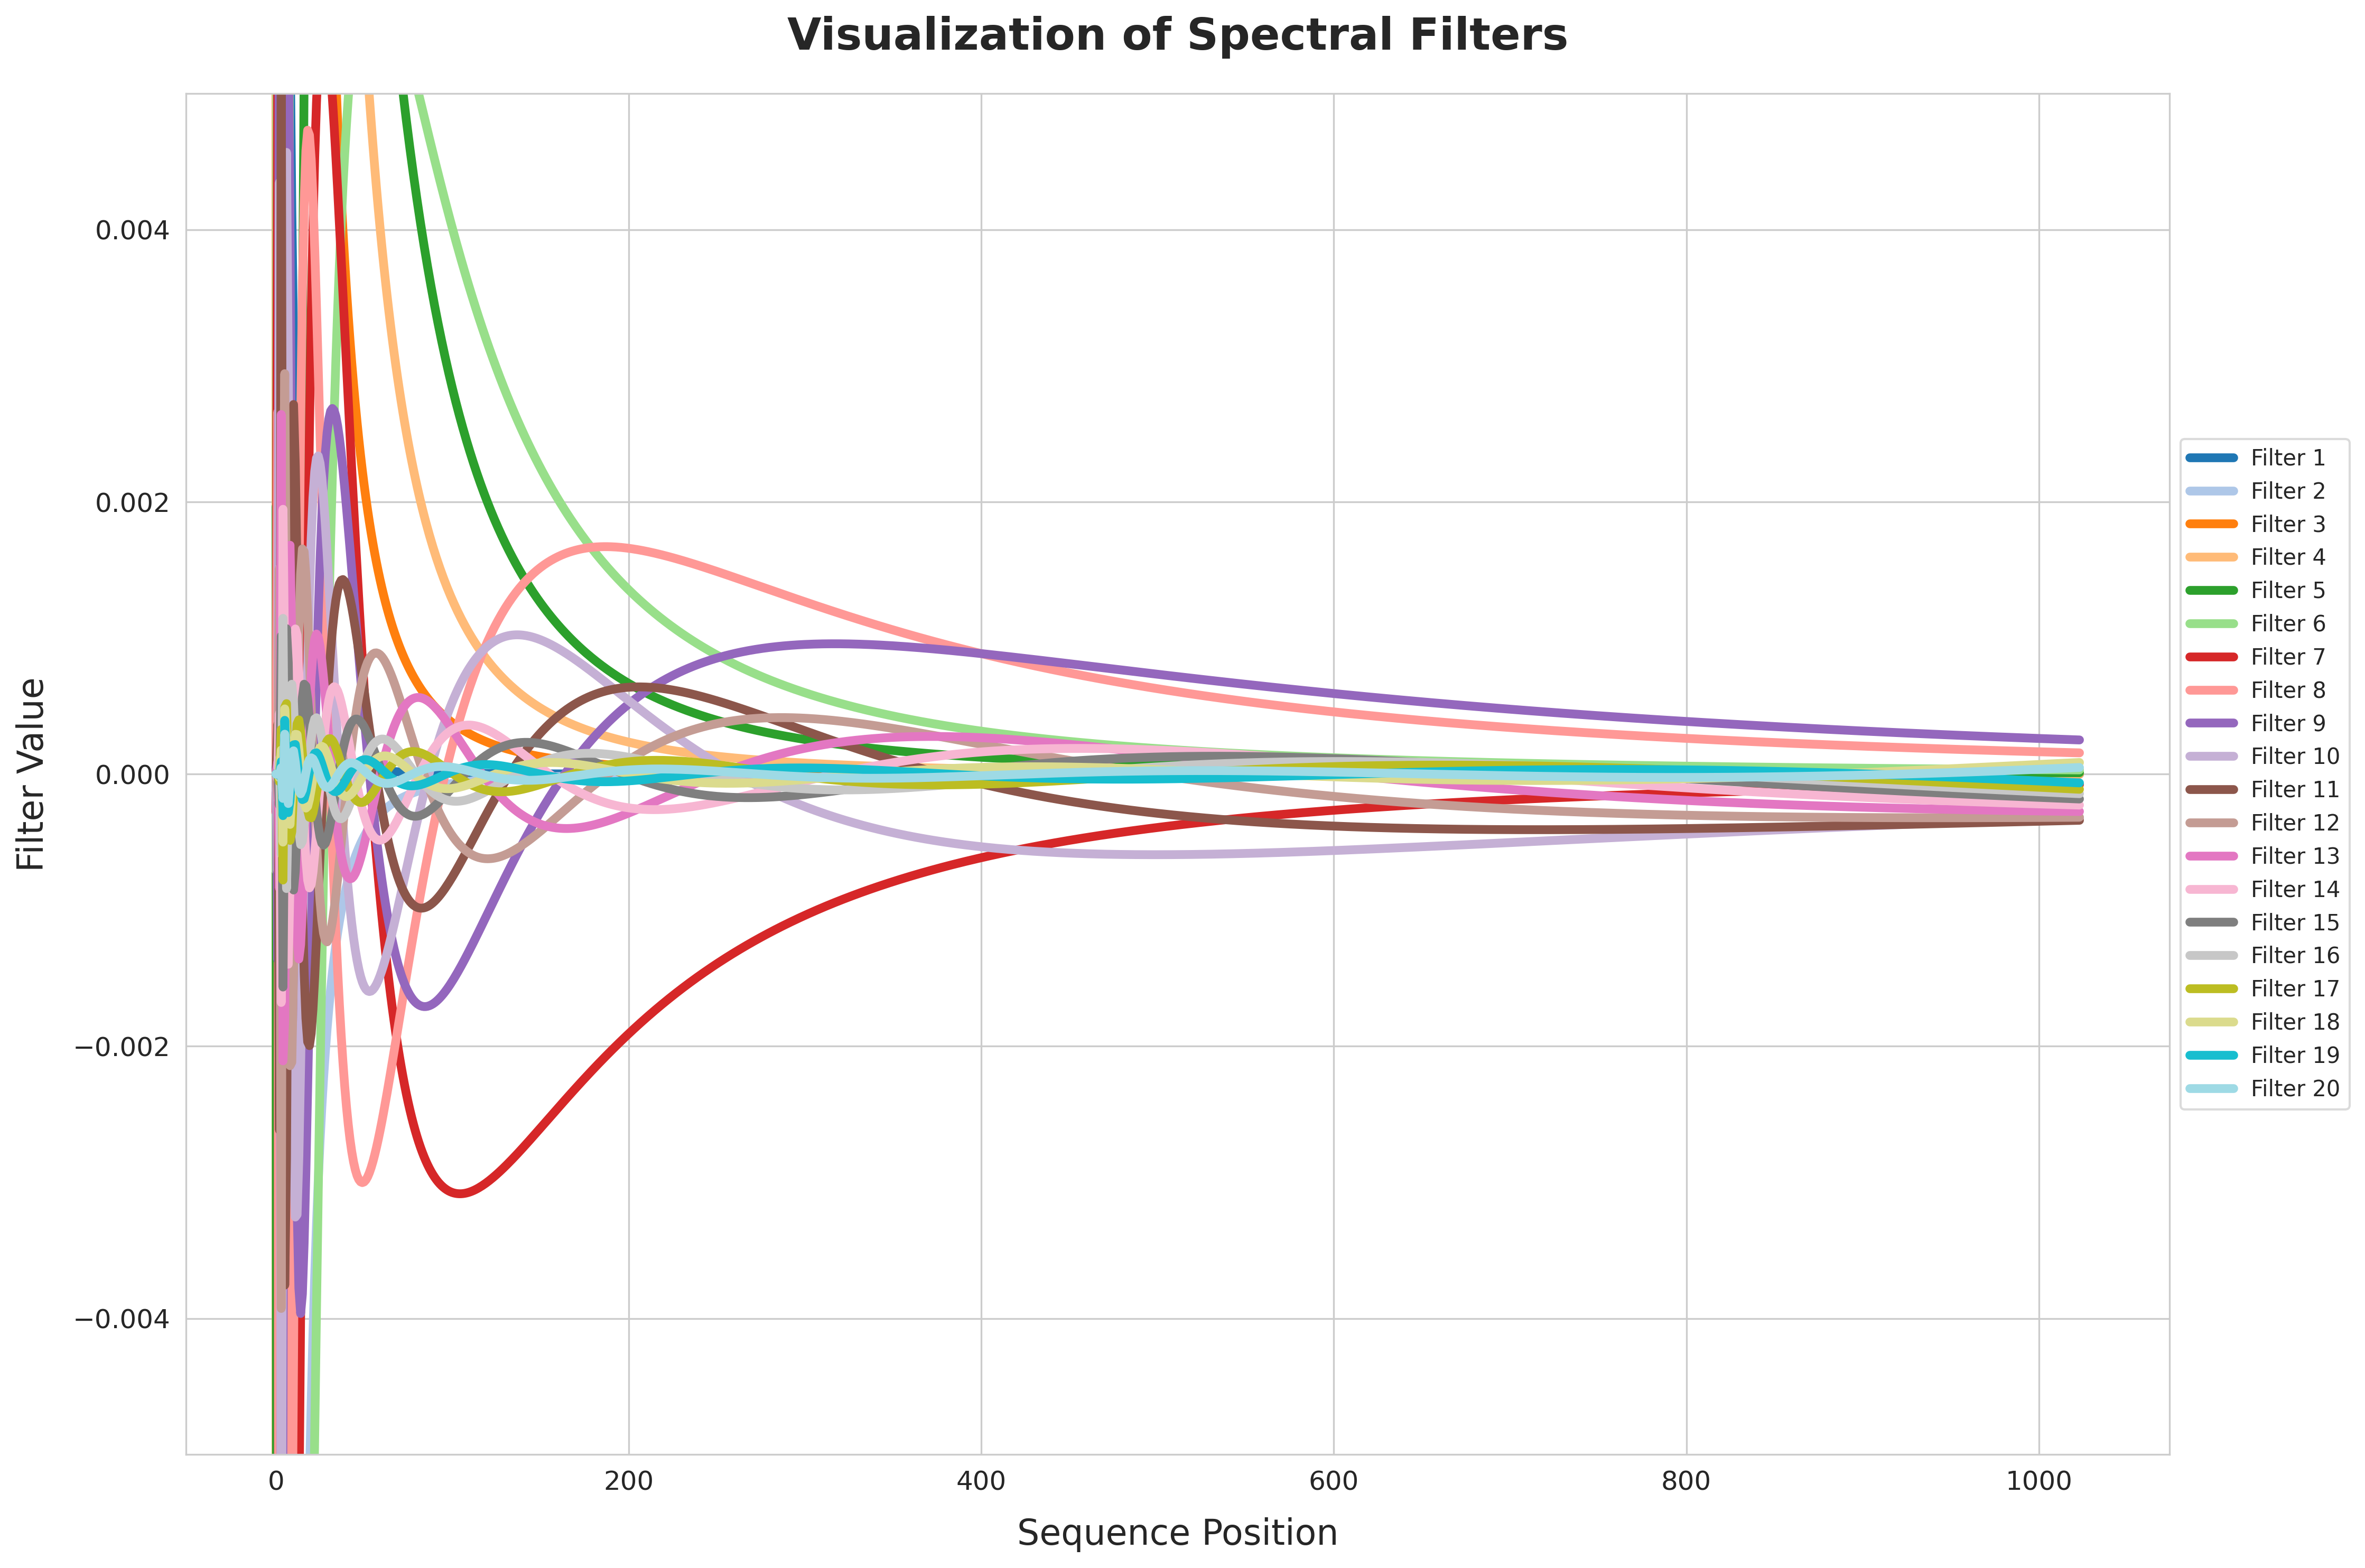 Visualization of Spectral Filters
Filter Value
0.004
0.002
0.000
−0.002
−0.004
0
200
400
600
800
1000
Sequence Position
Filter 1
Filter 2
Filter 3
Filter 4
Filter 5
Filter 6
Filter 7
Filter 8
Filter 9
Filter 10
Filter 11
Filter 12
Filter 13
Filter 14
Filter 15
Filter 16
Filter 17
Filter 18
Filter 19
Filter 20